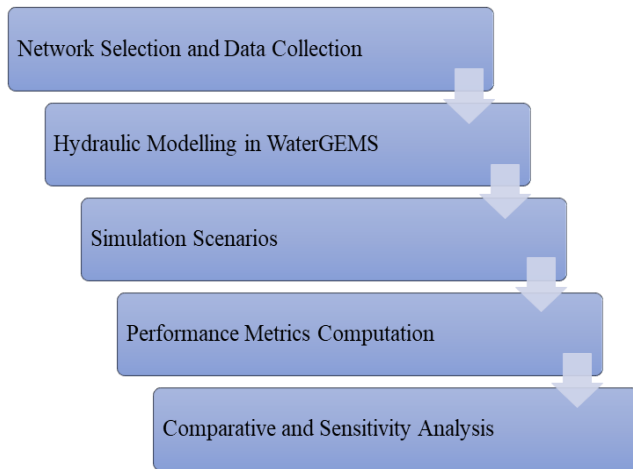 Network Selection and Data Collection
Hydraulic Modelling in WaterGEMS
Simulation Scenarios
Performance Metrics Computation
Comparative and Sensitivity Analysis